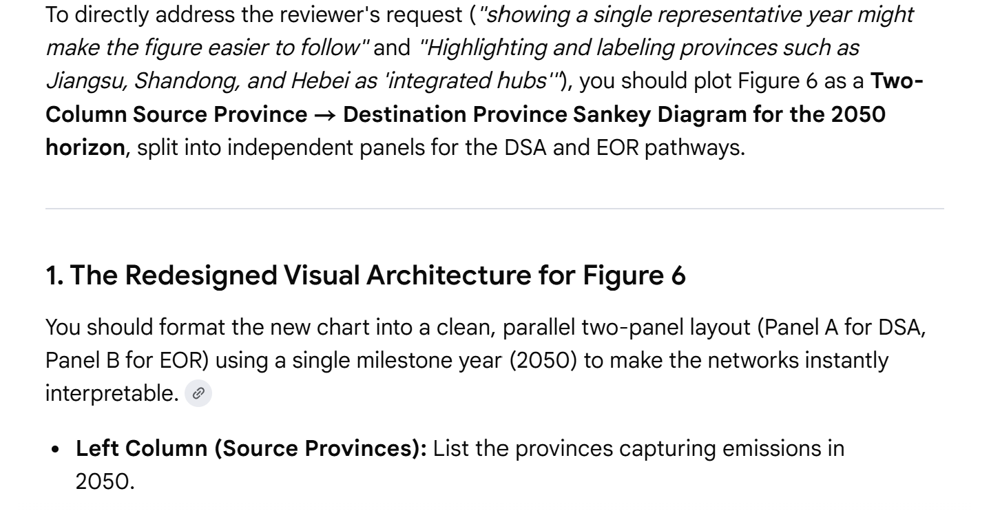 To directly address the reviewer's request ("showing a single representative year might
make the figure easier to follow" and "Highlighting and labeling provinces such as
Jiangsu, Shandong, and Hebei as 'integrated hubs'"), you should plot Figure 6 as a Two-
Column Source Province → Destination Province Sankey Diagram for the 2050
horizon, split into independent panels for the DSA and EOR pathways.
1. The Redesigned Visual Architecture for Figure 6
You should format the new chart into a clean, parallel two-panel layout (Panel A for DSA,
Panel B for EOR) using a single milestone year (2050) to make the networks instantly
interpretable.
• Left Column (Source Provinces): List the provinces capturing emissions in
2050.